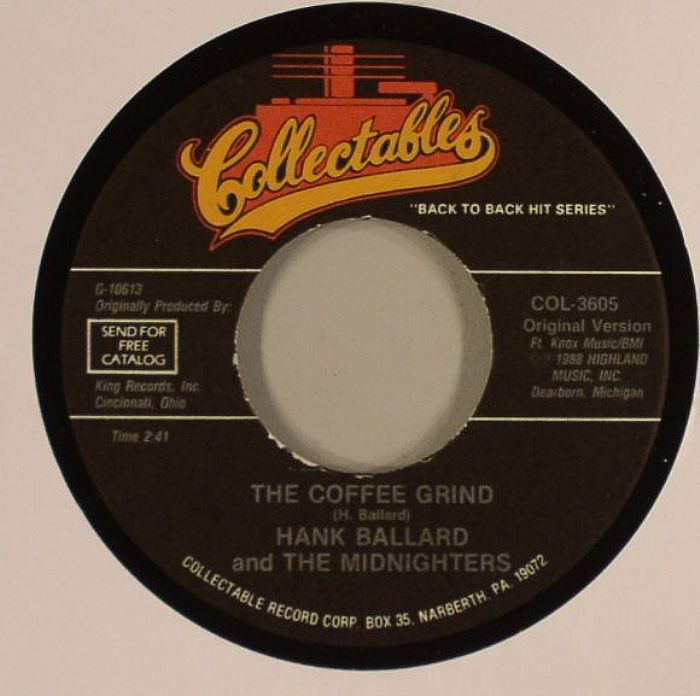 Collectables
"BACK TO BACK HIT SERIES"
G-10613
Originally Produced By:
SEND FOR
FREE
CATALOG
King Records, Inc.
Cincinnati, Ohio
COL-3605
Original Version
Ft. Knox Music/BMI
1988 HIGHLAND
MUSIC, INC.
Dearborn, Michigan
Time 2:41
THE COFFEE GRIND
(H. Ballard)
HANK BALLARD
and THE MIDNIGHTERS
COLLECTABLE RECORD CORP. BOX 35, NARBERTH, PA. 19072